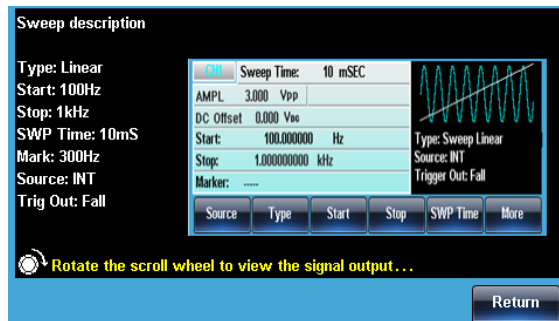 Sweep description
Type: Linear
Start: 100Hz
Stop: 1kHz
SWP Time: 10mS
Mark: 300Hz
Source: INT
Trig Out: Fall
CH1 Sweep Time: 10 mSEC
AMPL 3.000 Vpp
DC Offset 0.000 VDC
Start: 100.000000 Hz
Stop: 1.000000000 kHz
Marker: -----
Type: Sweep Linear
Source: INT
Trigger Out: Fall
Source Type Start Stop SWP Time More
Rotate the scroll wheel to view the signal output...
Return